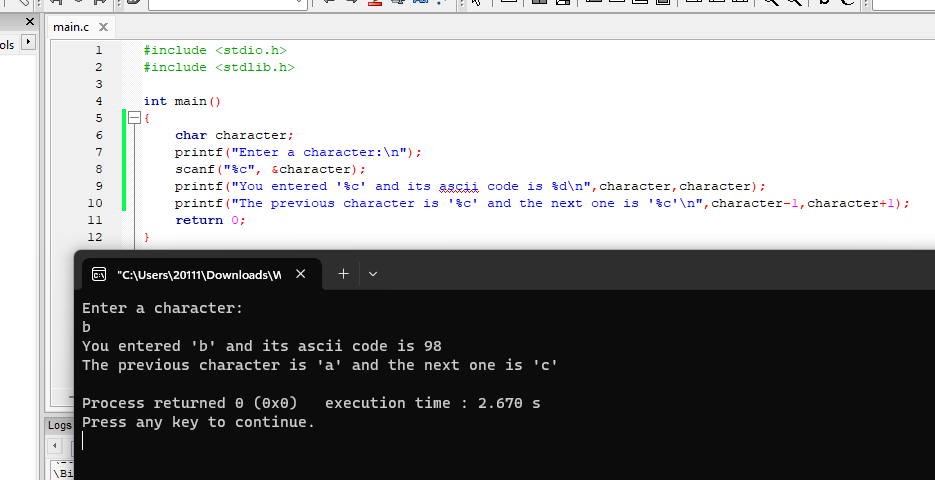 ols
main.c
1 #include <stdio.h>
2 #include <stdlib.h>
3
4 int main()
5 {
6 char character;
7 printf("Enter a character:\n");
8 scanf("%c", &character);
9 printf("You entered '%c' and its ascii code is %d\n",character,character);
10 printf("The previous character is '%c' and the next one is '%c'\n",character-1,character+1);
11 return 0;
12 }
"C:\Users\20111\Downloads\W
Enter a character:
b
You entered 'b' and its ascii code is 98
The previous character is 'a' and the next one is 'c'
Process returned 0 (0x0)   execution time : 2.670 s
Press any key to continue.
Logs
\Bi